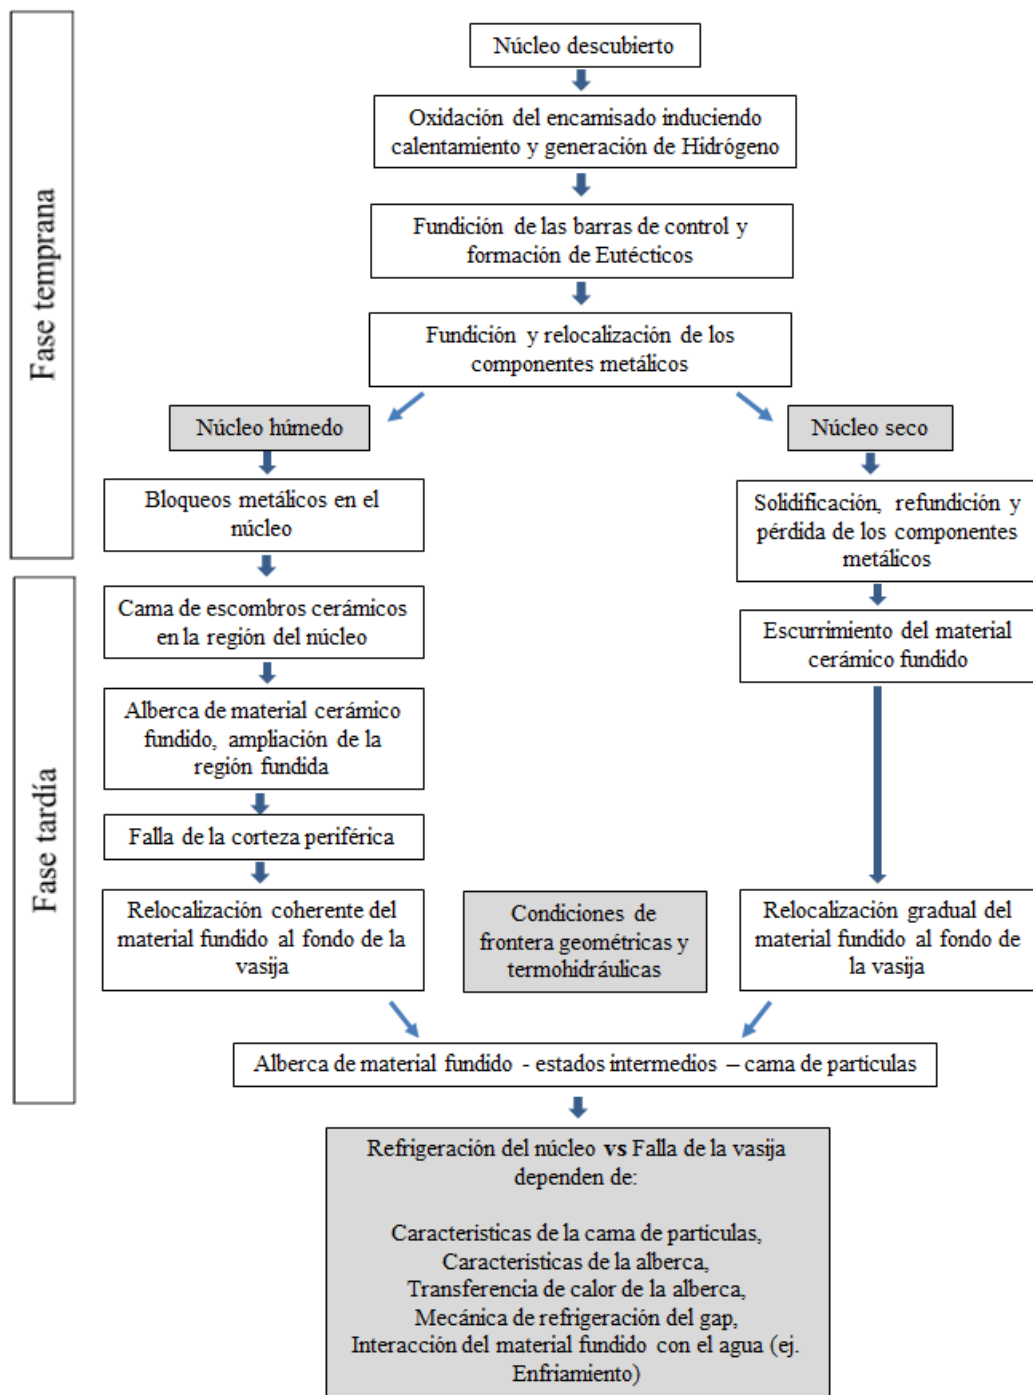 Fase temprana
Núcleo descubierto
Oxidación del encamisado induciendo
calentamiento y generación de Hidrógeno
Fundición de las barras de control y
formación de Eutécticos
Fundición y relocalización de los
componentes metálicos
Núcleo húmedo
Núcleo seco
Bloqueos metálicos en el
núcleo
Solidificación, refundición y
pérdida de los componentes
metálicos
Fase tardía
Cama de escombros cerámicos
en la región del núcleo
Escurrimiento del material
cerámico fundido
Alberca de material cerámico
fundido, ampliación de la
región fundida
Falla de la corteza periférica
Relocalización coherente del
material fundido al fondo de la
vasija
Condiciones de
frontera geométricas y
termohidráulicas
Relocalización gradual del
material fundido al fondo de
la vasija
Alberca de material fundido - estados intermedios – cama de partículas
Refrigeración del núcleo vs Falla de la vasija
dependen de:
Características de la cama de partículas,
Características de la alberca,
Transferencia de calor de la alberca,
Mecánica de refrigeración del gap,
Interacción del material fundido con el agua (ej.
Enfriamiento)